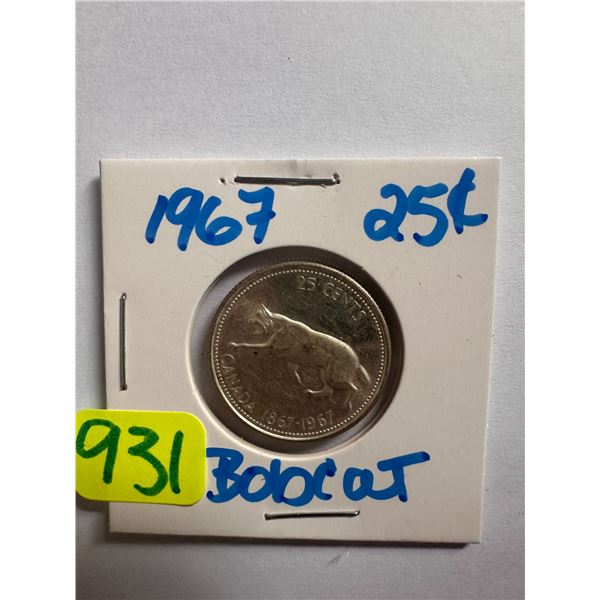 1967 25¢
25 CENTS
CANADA 1867-1967
931
Bobcat